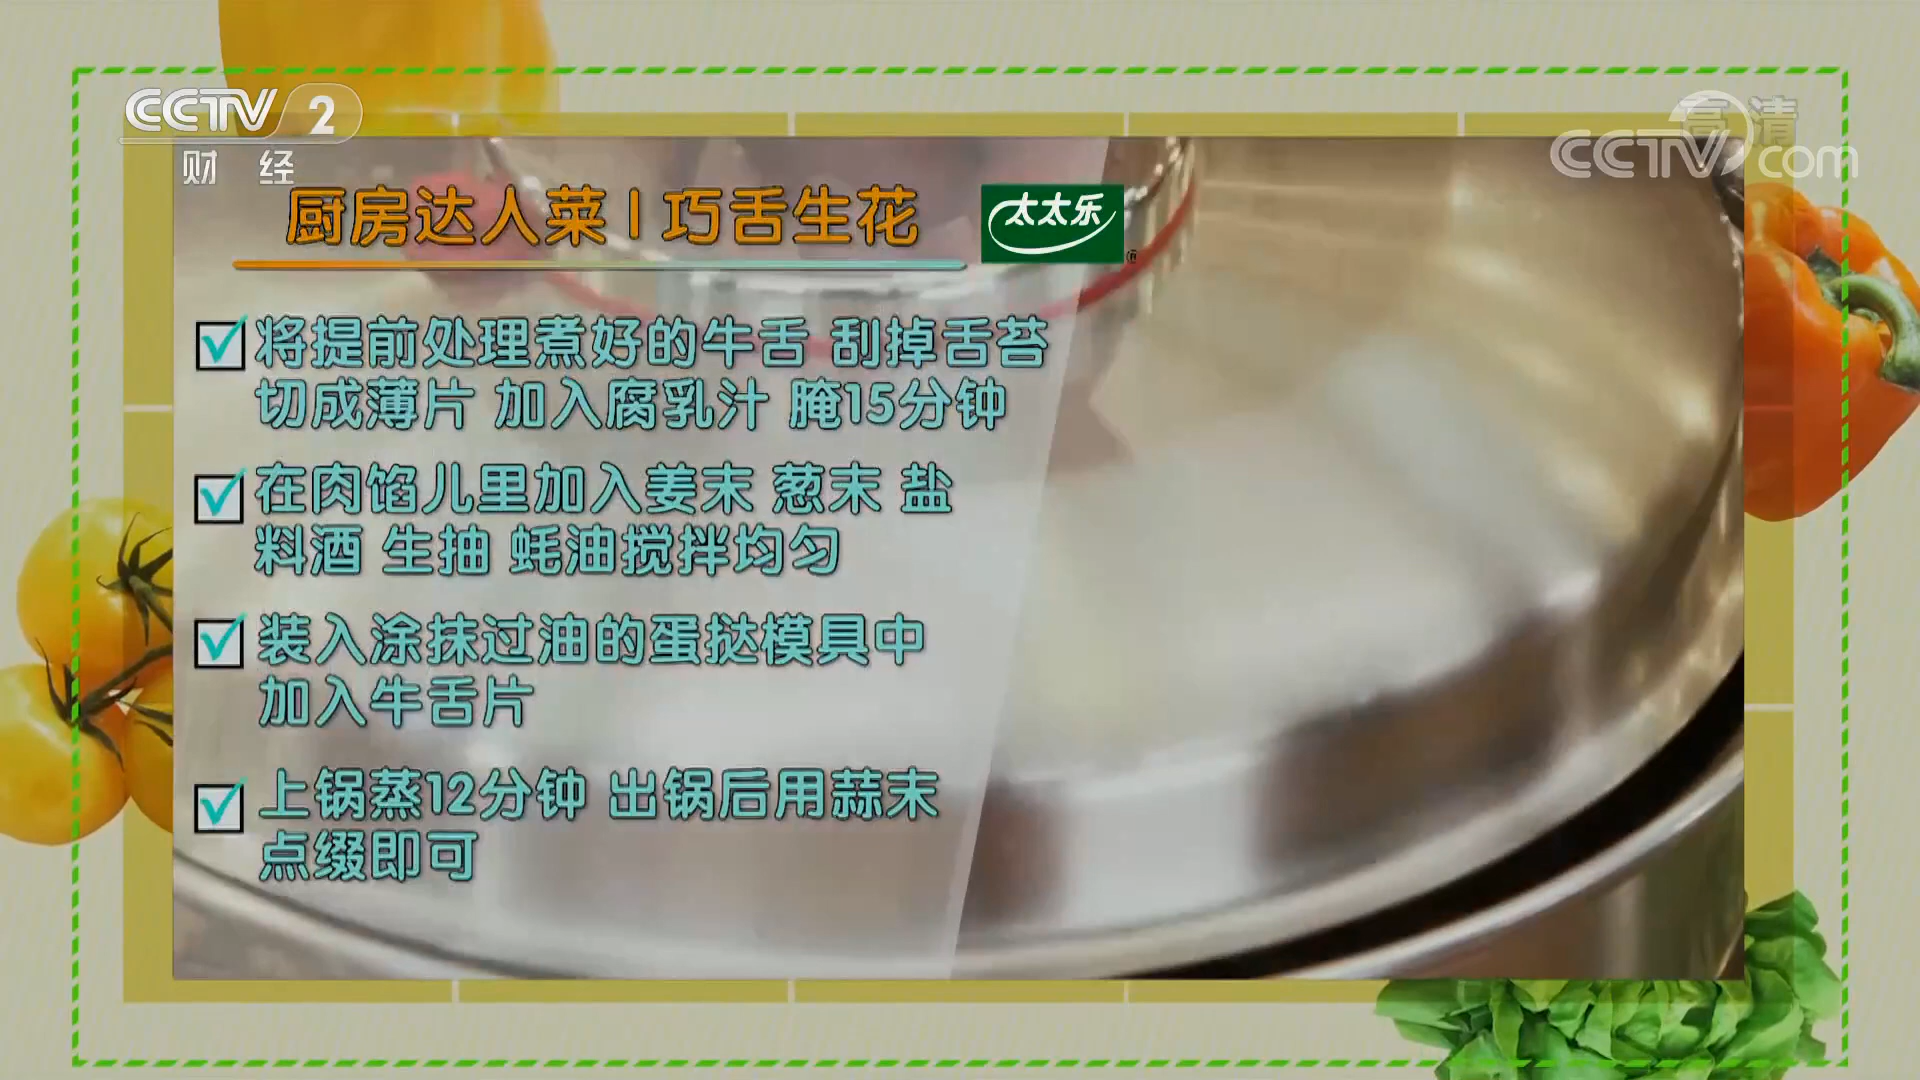 CCTV 2
财 经
高清
CCTV.com
厨房达人菜 | 巧舌生花
太太乐
®
将提前处理煮好的牛舌 刮掉舌苔
切成薄片 加入腐乳汁 腌15分钟
在肉馅儿里加入姜末 葱末 盐
料酒 生抽 蚝油搅拌均匀
装入涂抹过油的蛋挞模具中
加入牛舌片
上锅蒸12分钟 出锅后用蒜末
点缀即可